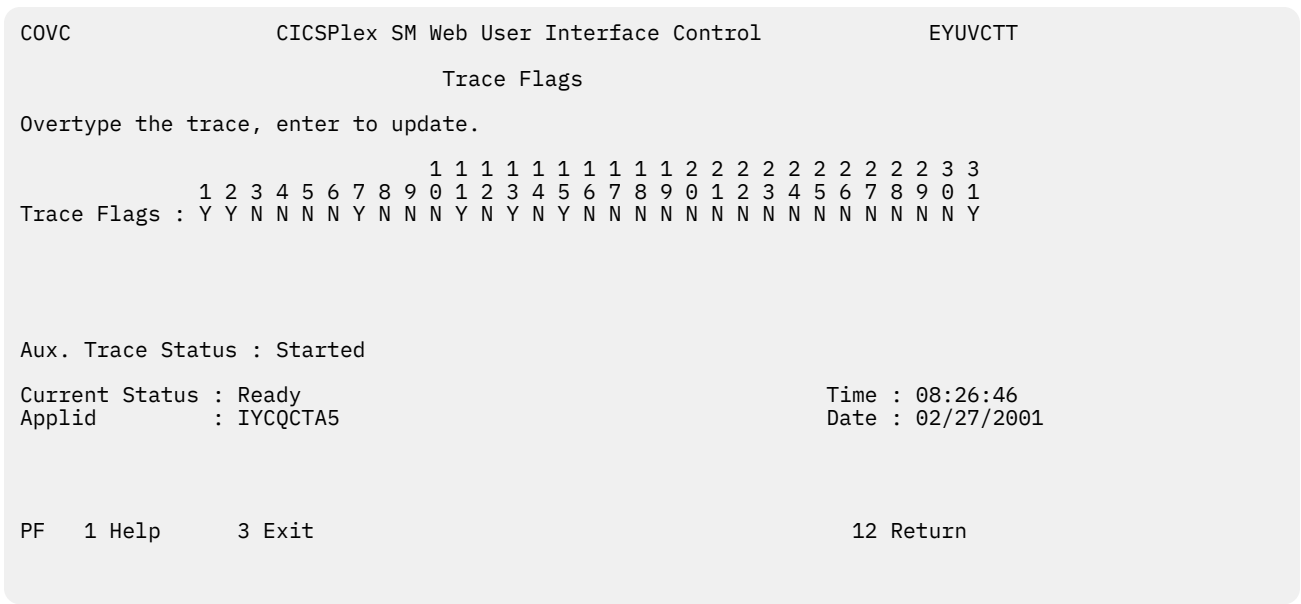 COVC CICSPlex SM Web User Interface Control EYUVCTT
Trace Flags
Overtype the trace, enter to update.
1 1 1 1 1 1 1 1 1 1 2 2 2 2 2 2 2 2 2 2 3 3
1 2 3 4 5 6 7 8 9 0 1 2 3 4 5 6 7 8 9 0 1 2 3 4 5 6 7 8 9 0 1
Trace Flags : Y Y N N N N Y N N N Y N Y N Y N N N N N N N N N N N N N N N Y
Aux. Trace Status : Started
Current Status : Ready Time : 08:26:46
Applid : IYCQCTA5 Date : 02/27/2001
PF 1 Help 3 Exit 12 Return